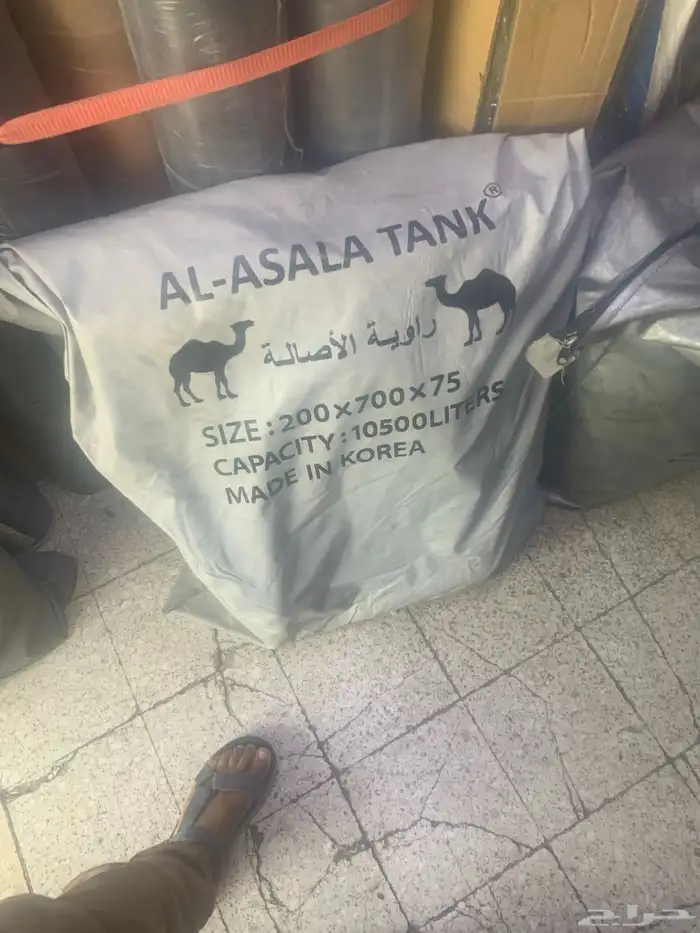 AL-ASALA TANK®
راوية الأصالة
SIZE : 200×700×75
CAPACITY : 10500LITERS
MADE IN KOREA
حراج